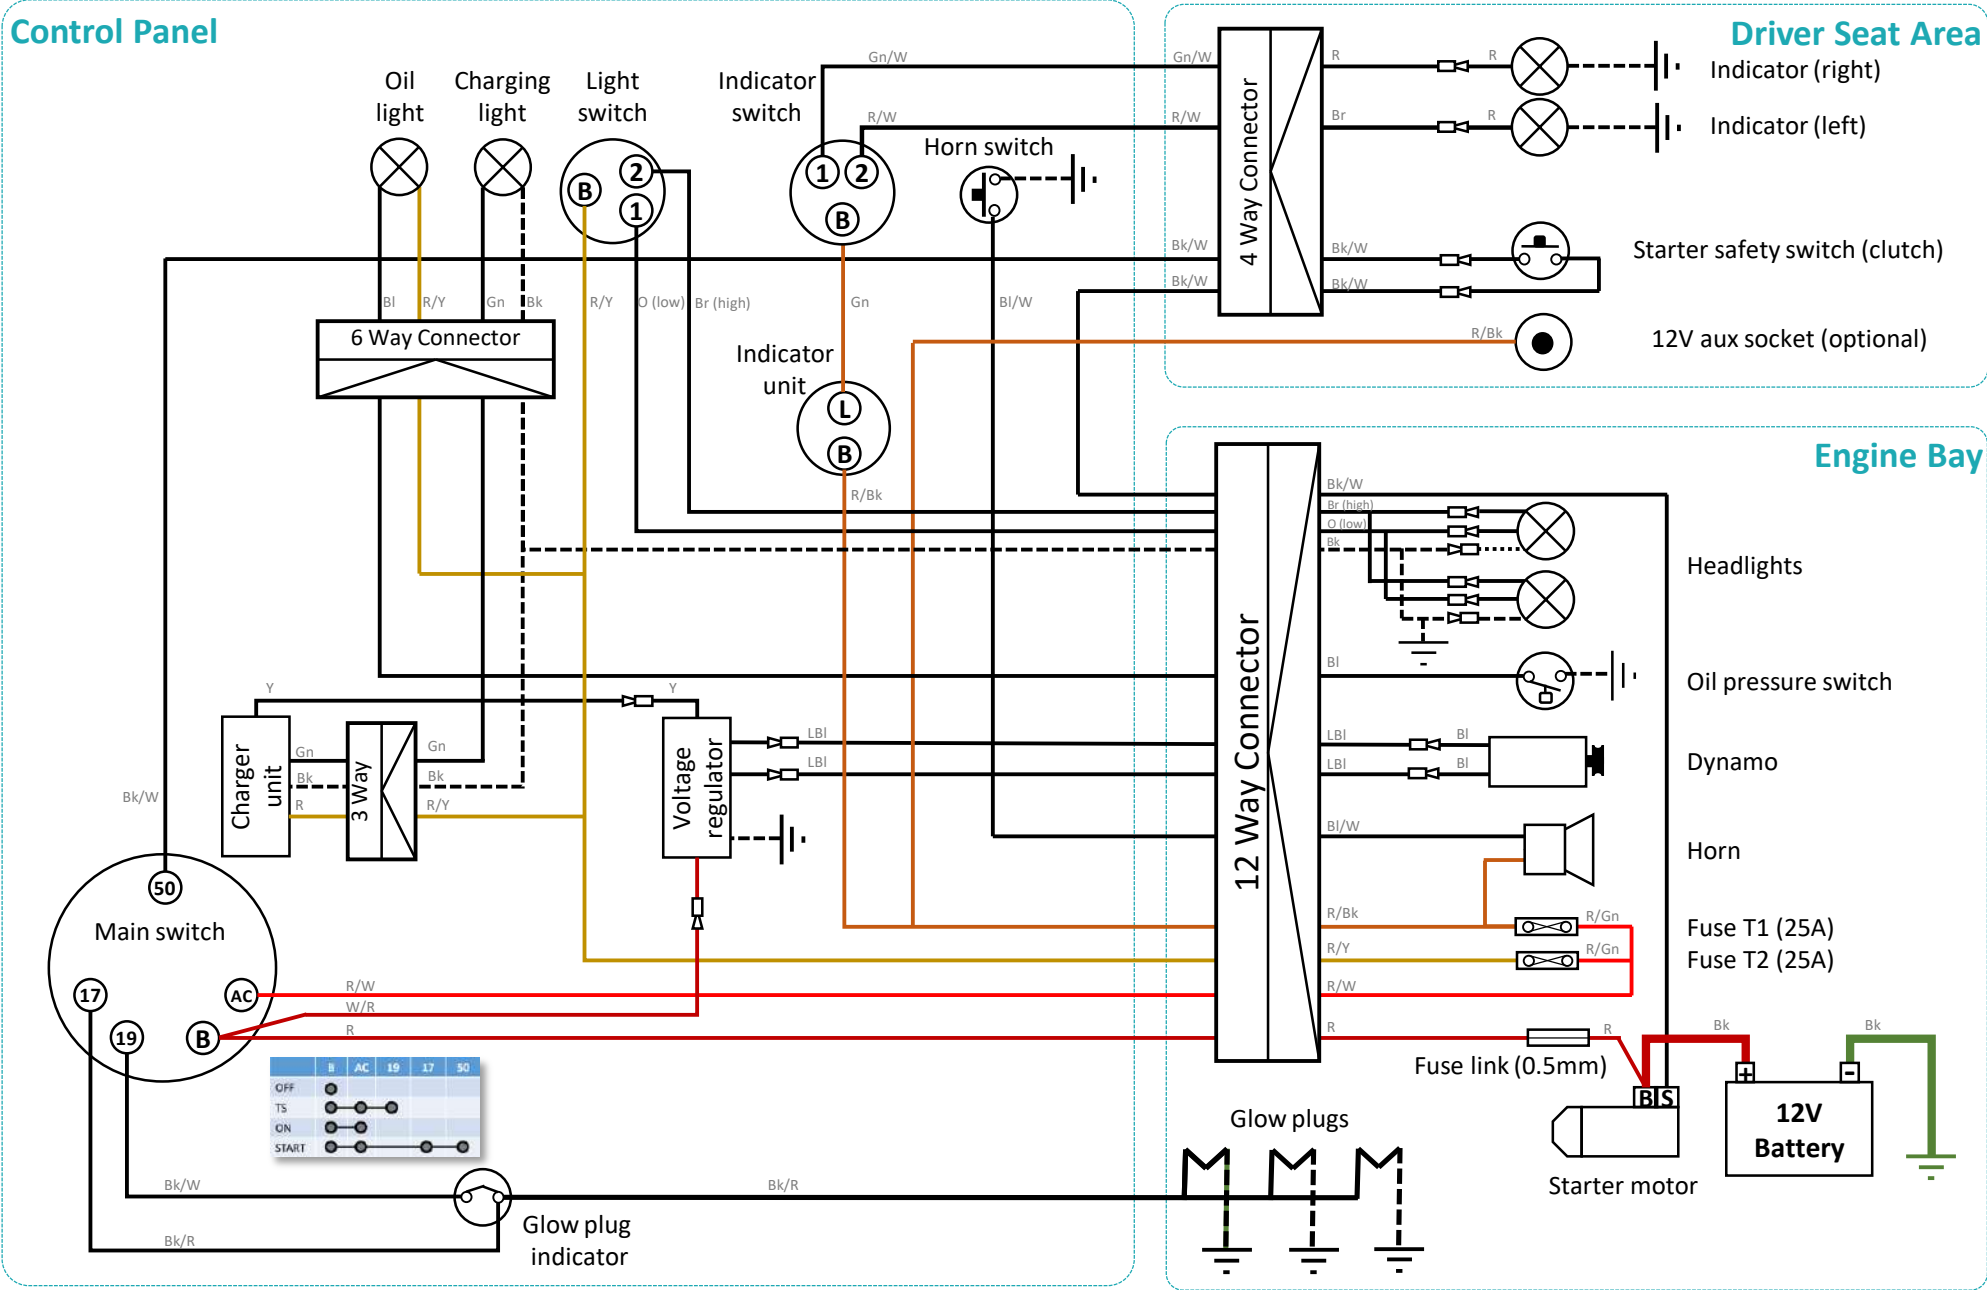 Control Panel
Driver Seat Area
Engine Bay
Oil
light
Charging
light
Light
switch
Indicator
switch
Horn switch
B
2
1
1
2
B
Gn/W
R/W
Gn/W
R/W
Bk/W
Bk/W
4 Way Connector
R
Br
Bk/W
Bk/W
R
R
Indicator (right)
Indicator (left)
Starter safety switch (clutch)
R/Bk
12V aux socket (optional)
Bl
R/Y
Gn
Bk
R/Y
O (low)
Br (high)
Gn
Bl/W
6 Way Connector
Indicator
unit
L
B
R/Bk
12 Way Connector
Bk/W
Br (high)
O (low)
Bk
Headlights
Bl
Oil pressure switch
LBl
LBl
Bl
Bl
Dynamo
Bl/W
Horn
R/Bk
R/Gn
Fuse T1 (25A)
R/Y
R/Gn
Fuse T2 (25A)
R/W
R
R
Fuse link (0.5mm)
Y
Y
Charger
unit
Gn
Bk
R
3 Way
Gn
Bk
R/Y
Voltage
regulator
LBl
LBl
Bk/W
50
Main switch
17
AC
19
B
R/W
W/R
R
B AC 19 17 50
OFF
TS
ON
START
Bk/W
Bk/R
Bk/R
Glow plug
indicator
Glow plugs
B S
Starter motor
Bk
Bk
+
-
12V
Battery